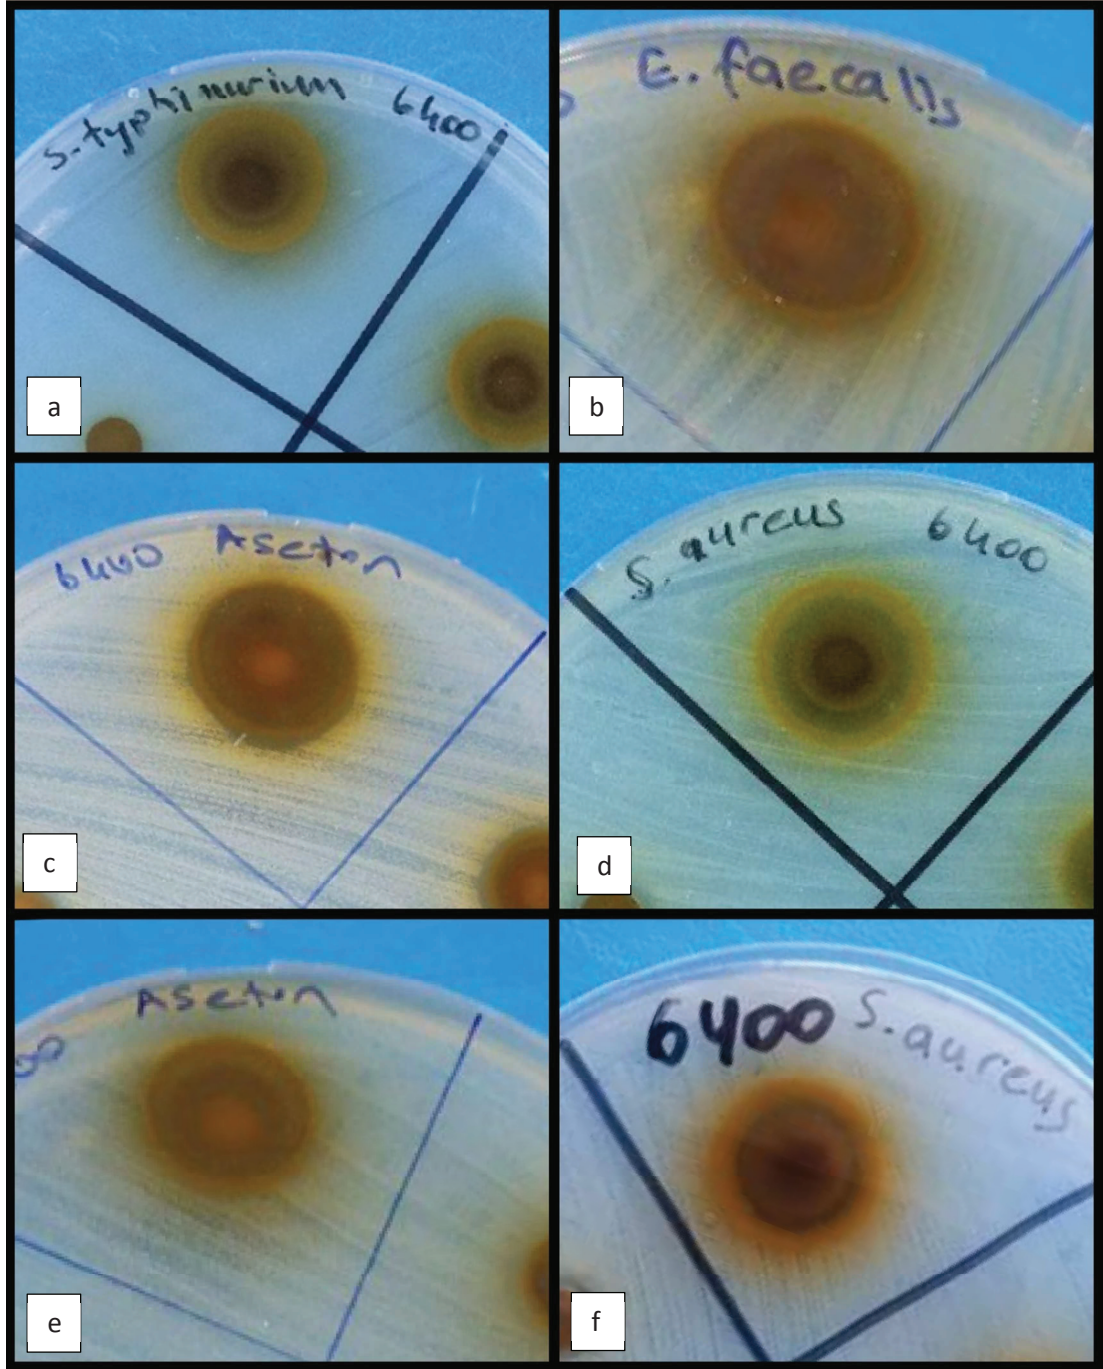 S. typhimurium 6400
a
E. faecalis
b
6400 Aseton
c
S. aureus 6400
d
Aseton
e
6400 S. aureus
f